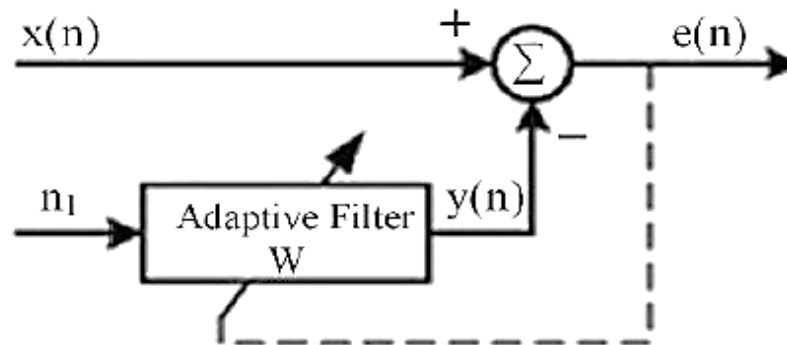 x(n)
+
Σ
e(n)
−
n₁
Adaptive Filter
W
y(n)